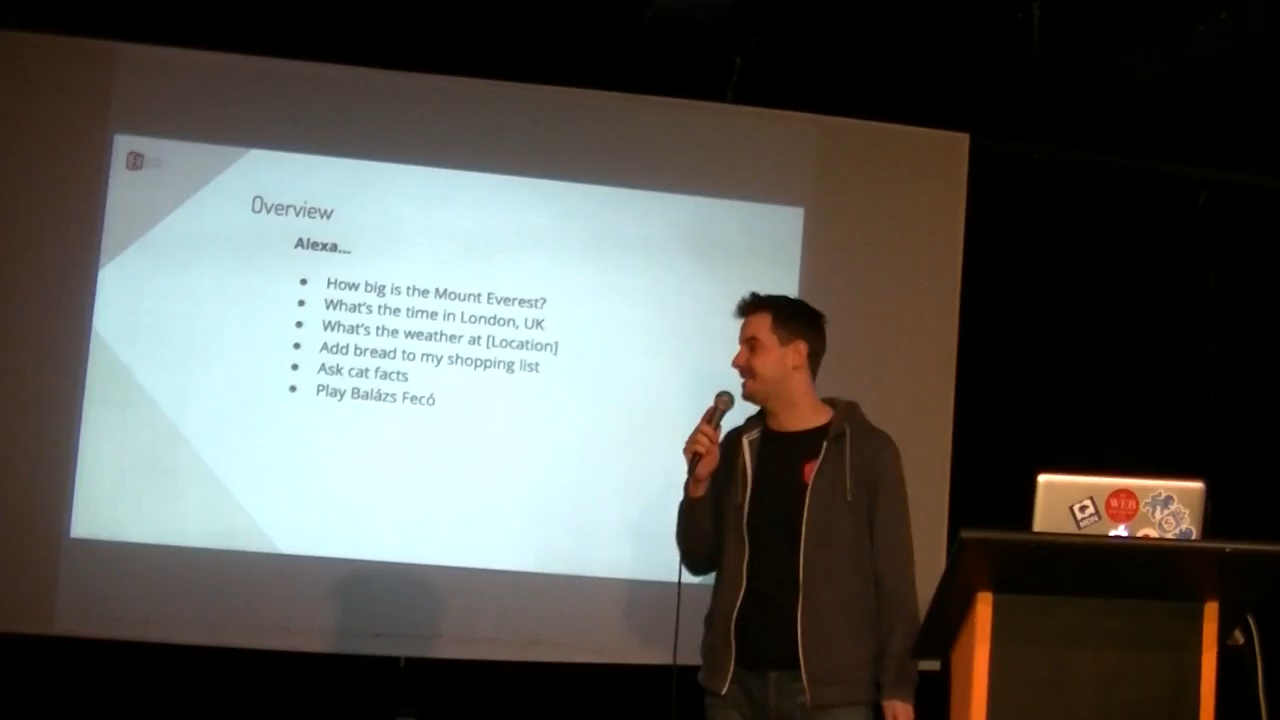 Overview
Alexa...
• How big is the Mount Everest?
• What's the time in London, UK
• What's the weather at [Location]
• Add bread to my shopping list
• Ask cat facts
• Play Balázs Fecó
WEB